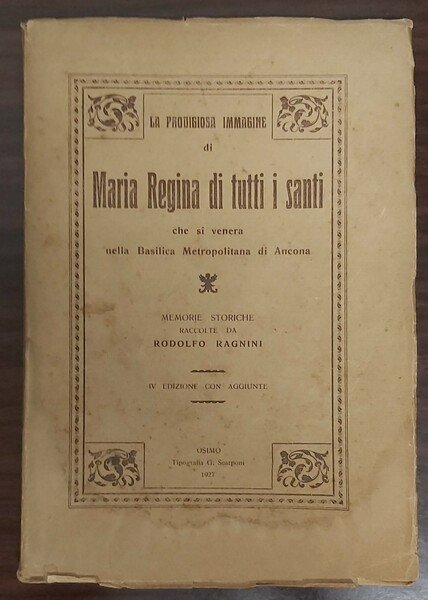 LA PRODIGIOSA IMMAGINE
di
Maria Regina di tutti i santi
che si venera
nella Basilica Metropolitana di Ancona
MEMORIE STORICHE
RACCOLTE DA
RODOLFO RAGNINI
IV EDIZIONE CON AGGIUNTE
OSIMO
Tipografia G. Scarponi
1927